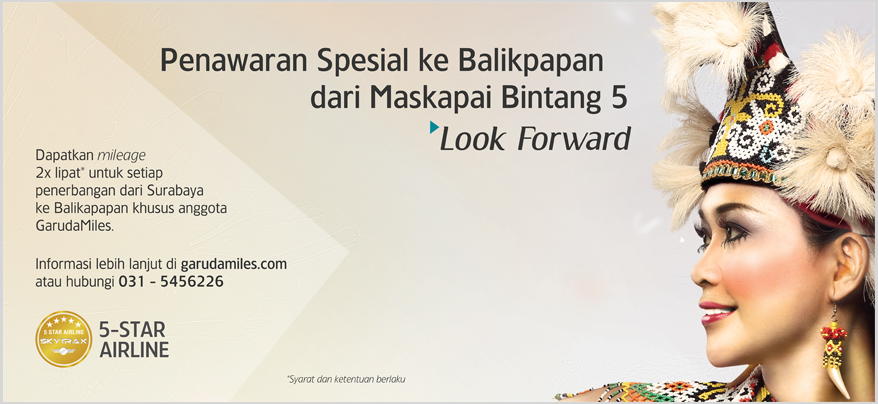 Penawaran Spesial ke Balikpapan
dari Maskapai Bintang 5
Look Forward
Dapatkan mileage
2x lipat* untuk setiap
penerbangan dari Surabaya
ke Balikapapan khusus anggota
GarudaMiles.
Informasi lebih lanjut di garudamiles.com
atau hubungi 031 - 5456226
5 STAR AIRLINE
SKYTRAX
5-STAR
AIRLINE
*Syarat dan ketentuan berlaku